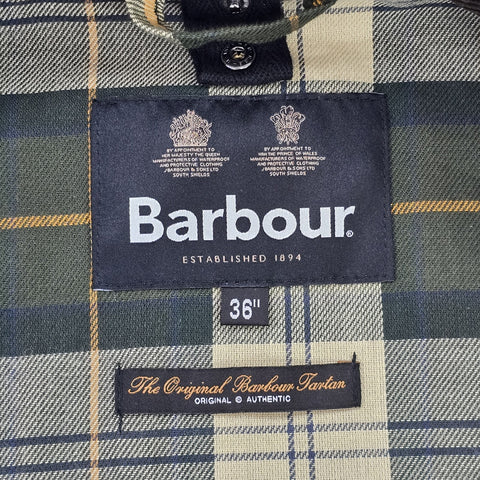 BY APPOINTMENT TO
HER MAJESTY THE QUEEN
MANUFACTURERS OF WATERPROOF
AND PROTECTIVE CLOTHING
J. BARBOUR & SONS LTD
SOUTH SHIELDS
BY APPOINTMENT TO
HRH THE PRINCE OF WALES
MANUFACTURERS OF WATERPROOF
AND PROTECTIVE CLOTHING
J. BARBOUR & SONS LTD
SOUTH SHIELDS
Barbour®
ESTABLISHED 1894
36"
The Original Barbour Tartan
ORIGINAL & AUTHENTIC